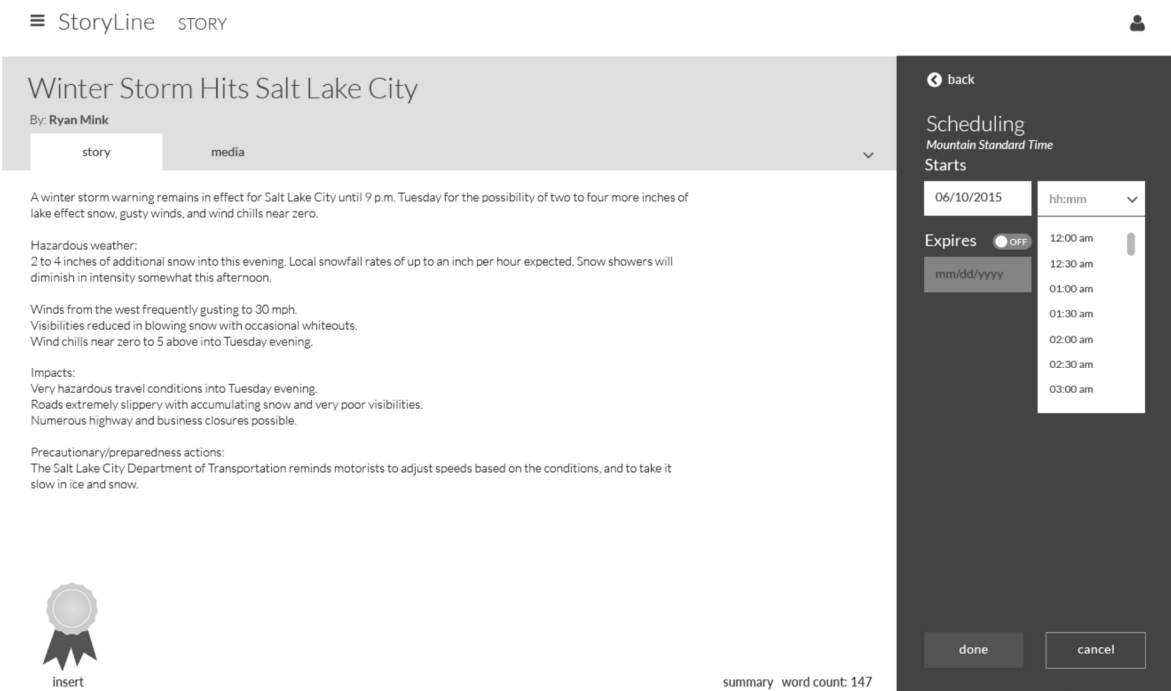 StoryLine STORY
Winter Storm Hits Salt Lake City
By: Ryan Mink
story media
A winter storm warning remains in effect for Salt Lake City until 9 p.m. Tuesday for the possibility of two to four more inches of
lake effect snow, gusty winds, and wind chills near zero.
Hazardous weather:
2 to 4 inches of additional snow into this evening. Local snowfall rates of up to an inch per hour expected. Snow showers will
diminish in intensity somewhat this afternoon.
Winds from the west frequently gusting to 30 mph.
Visibilities reduced in blowing snow with occasional whiteouts.
Wind chills near zero to 5 above into Tuesday evening.
Impacts:
Very hazardous travel conditions into Tuesday evening.
Roads extremely slippery with accumulating snow and very poor visibilities.
Numerous highway and business closures possible.
Precautionary/preparedness actions:
The Salt Lake City Department of Transportation reminds motorists to adjust speeds based on the conditions, and to take it
slow in ice and snow.
insert
summary word count: 147
back
Scheduling
Mountain Standard Time
Starts
06/10/2015 hh:mm
Expires OFF
mm/dd/yyyy
12:00 am
12:30 am
01:00 am
01:30 am
02:00 am
02:30 am
03:00 am
done cancel